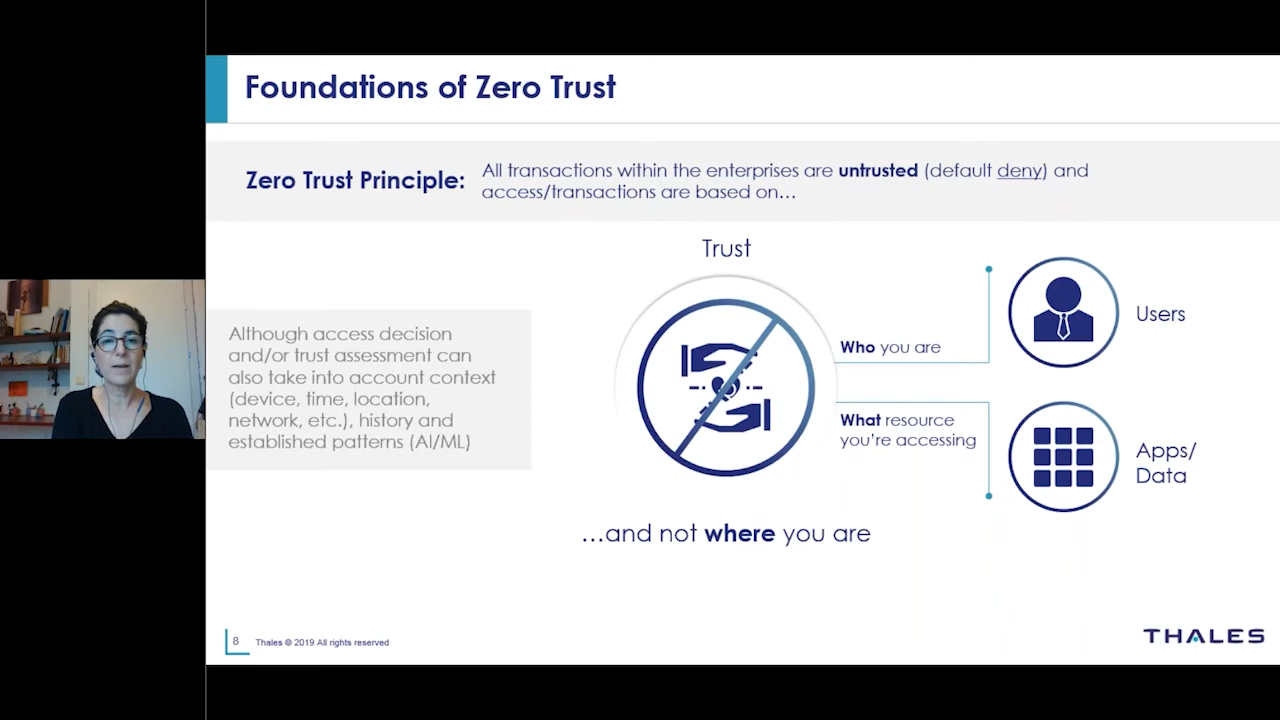 Foundations of Zero Trust
Zero Trust Principle:
All transactions within the enterprises are untrusted (default deny) and
access/transactions are based on…
Trust
Although access decision
and/or trust assessment can
also take into account context
(device, time, location,
network, etc.), history and
established patterns (AI/ML)
Who you are
Users
What resource
you're accessing
Apps/
Data
…and not where you are
8
Thales © 2019 All rights reserved
THALES